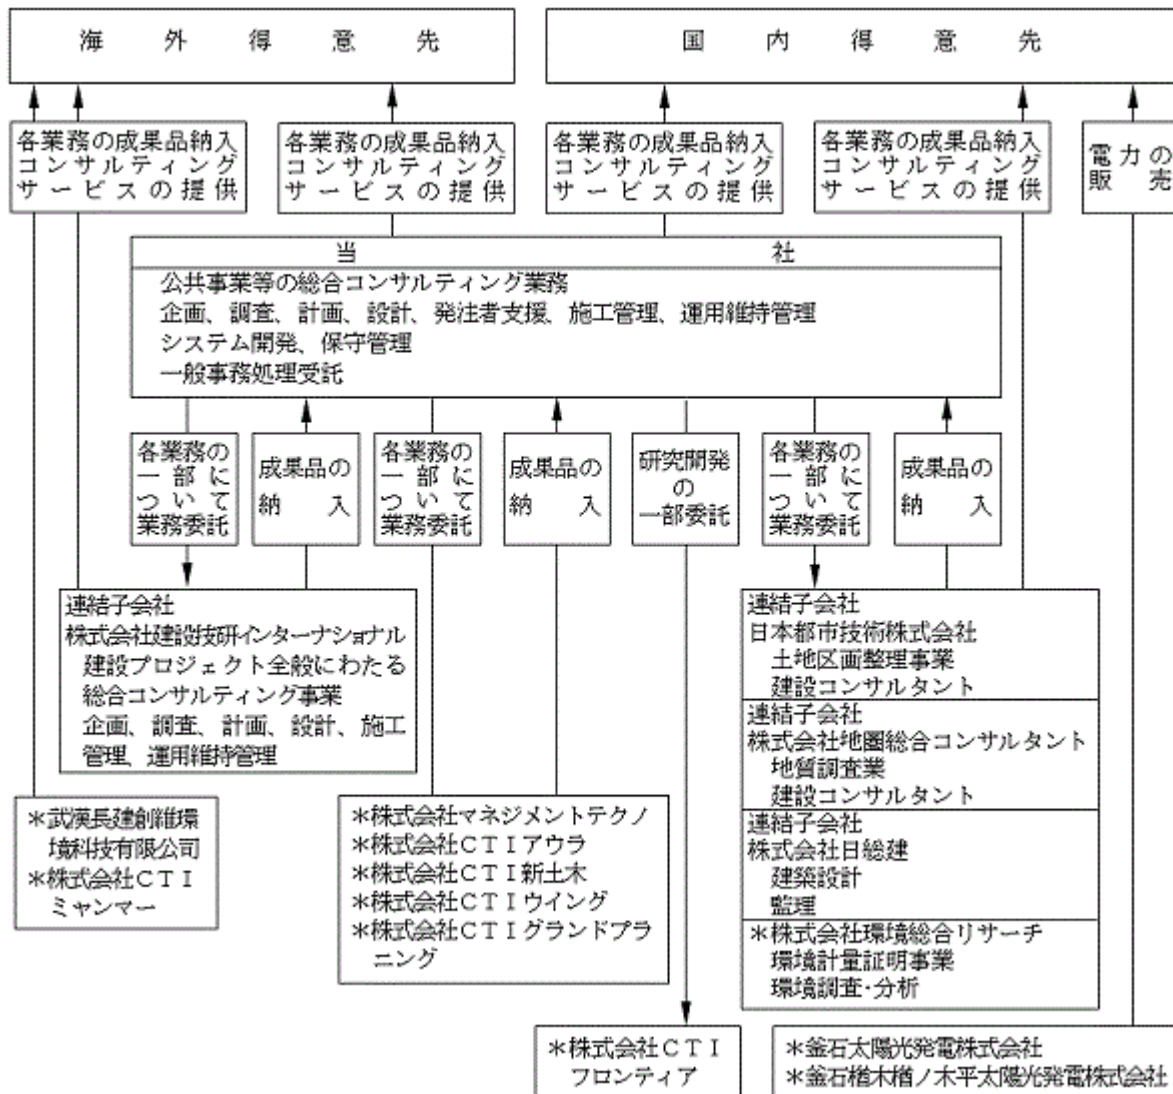 海外得意先
国内得意先
各業務の成果品納入
コンサルティング
サービスの提供
各業務の成果品納入
コンサルティング
サービスの提供
各業務の成果品納入
コンサルティング
サービスの提供
各業務の成果品納入
コンサルティング
サービスの提供
電力の
販売
当社
公共事業等の総合コンサルティング業務
企画、調査、計画、設計、発注者支援、施工管理、運用維持管理
システム開発、保守管理
一般事務処理受託
各業務の
一部に
ついて
業務委託
成果品の
納入
各業務の
一部に
ついて
業務委託
成果品の
納入
研究開発
の
一部委託
各業務の
一部に
ついて
業務委託
成果品の
納入
連結子会社
株式会社建設技研インターナショナル
建設プロジェクト全般にわたる
総合コンサルティング事業
企画、調査、計画、設計、施工
管理、運用維持管理
連結子会社
日本都市技術株式会社
土地区画整理事業
建設コンサルタント
連結子会社
株式会社地圏総合コンサルタント
地質調査業
建設コンサルタント
連結子会社
株式会社日総建
建築設計
監理
＊株式会社環境総合リサーチ
環境計量証明事業
環境調査・分析
＊武漢長建創維環
境科技有限公司
＊株式会社ＣＴＩ
ミャンマー
＊株式会社マネジメントテクノ
＊株式会社ＣＴＩアウラ
＊株式会社ＣＴＩ新土木
＊株式会社ＣＴＩウイング
＊株式会社ＣＴＩグランドプラ
ニング
＊株式会社ＣＴＩ
フロンティア
＊釜石太陽光発電株式会社
＊釜石楢木楢ノ木平太陽光発電株式会社